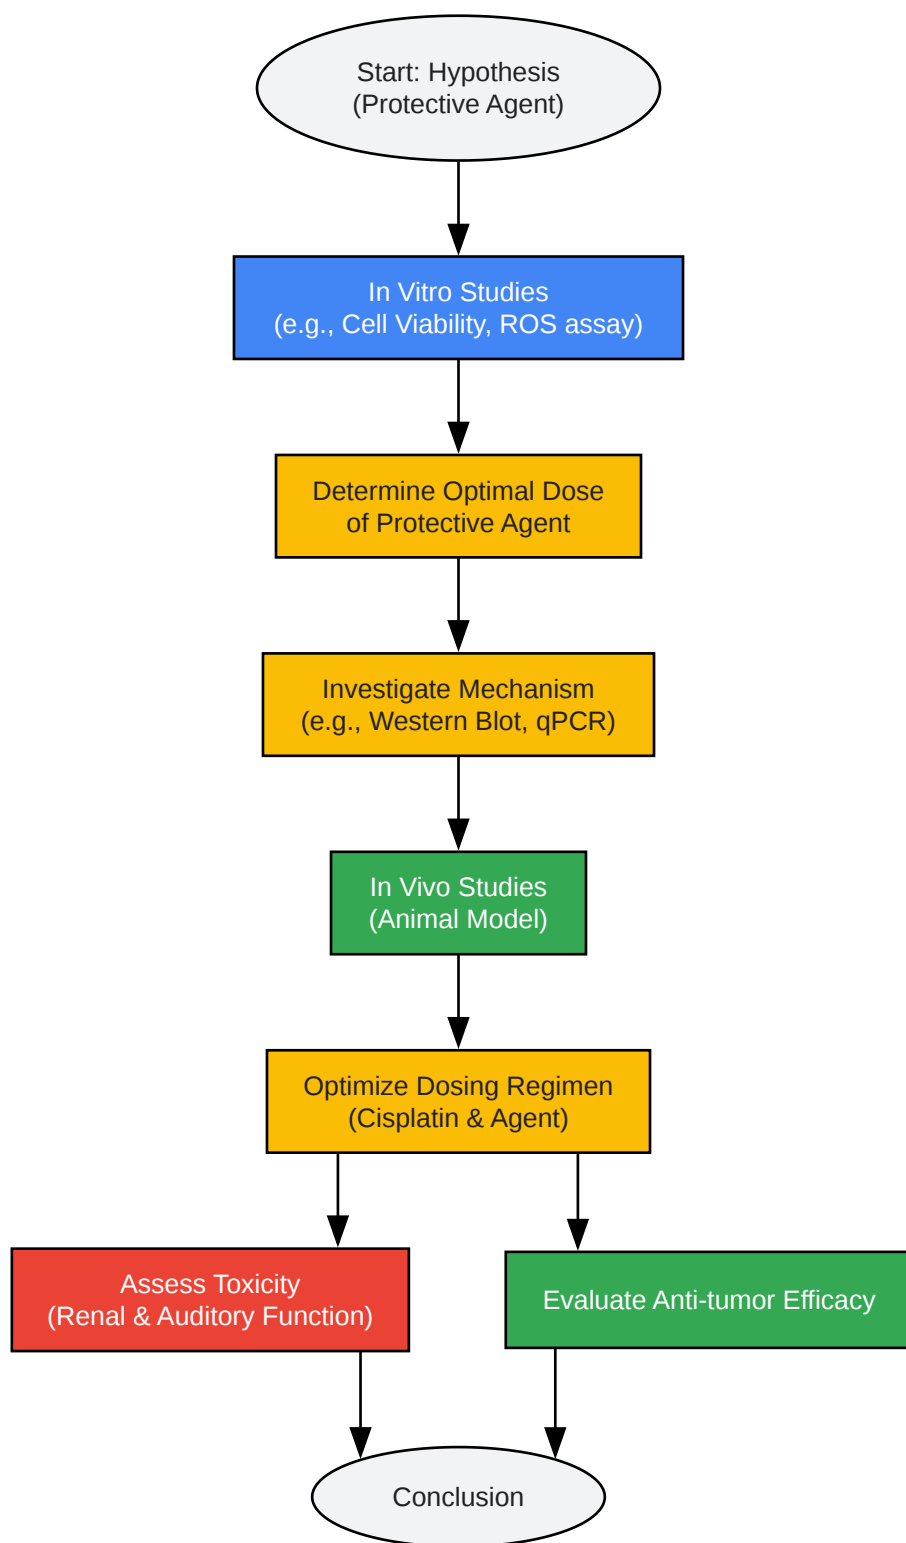 Start: Hypothesis
(Protective Agent)
In Vitro Studies
(e.g., Cell Viability, ROS assay)
Determine Optimal Dose
of Protective Agent
Investigate Mechanism
(e.g., Western Blot, qPCR)
In Vivo Studies
(Animal Model)
Optimize Dosing Regimen
(Cisplatin & Agent)
Assess Toxicity
(Renal & Auditory Function)
Evaluate Anti-tumor Efficacy
Conclusion